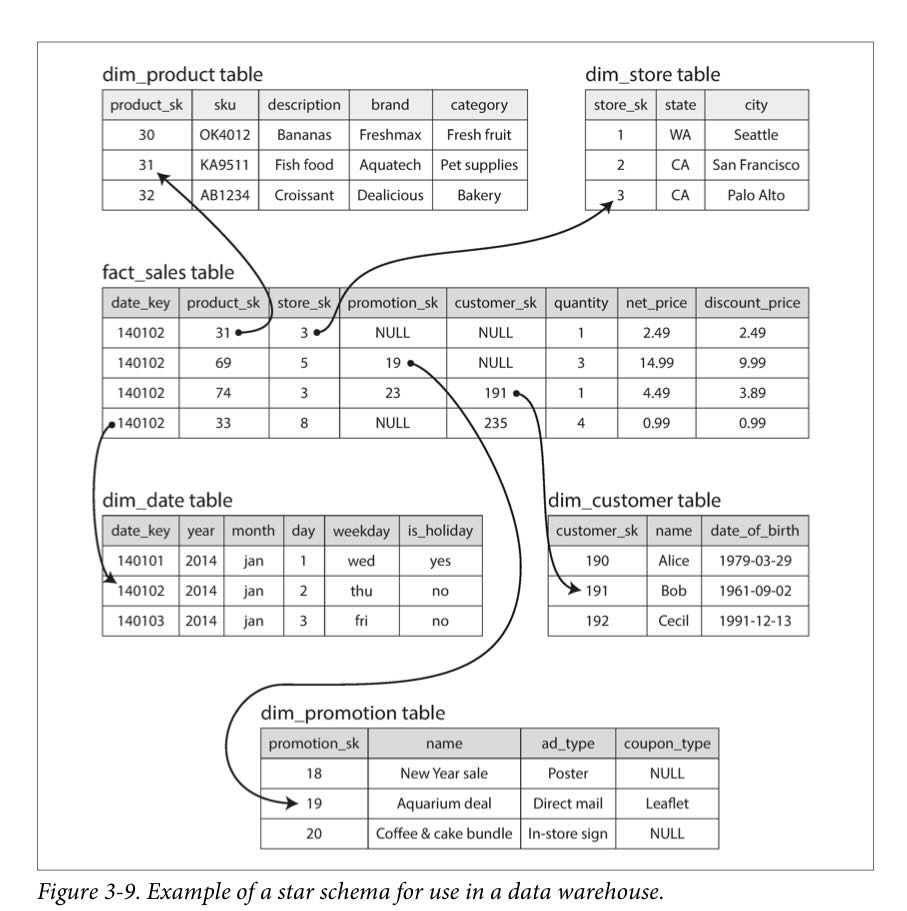 dim_product table
product_sk sku description brand category
30 OK4012 Bananas Freshmax Fresh fruit
31 KA9511 Fish food Aquatech Pet supplies
32 AB1234 Croissant Dealicious Bakery
dim_store table
store_sk state city
1 WA Seattle
2 CA San Francisco
3 CA Palo Alto
fact_sales table
date_key product_sk store_sk promotion_sk customer_sk quantity net_price discount_price
140102 31 3 NULL NULL 1 2.49 2.49
140102 69 5 19 NULL 3 14.99 9.99
140102 74 3 23 191 1 4.49 3.89
140102 33 8 NULL 235 4 0.99 0.99
dim_date table
date_key year month day weekday is_holiday
140101 2014 jan 1 wed yes
140102 2014 jan 2 thu no
140103 2014 jan 3 fri no
dim_customer table
customer_sk name date_of_birth
190 Alice 1979-03-29
191 Bob 1961-09-02
192 Cecil 1991-12-13
dim_promotion table
promotion_sk name ad_type coupon_type
18 New Year sale Poster NULL
19 Aquarium deal Direct mail Leaflet
20 Coffee & cake bundle In-store sign NULL
Figure 3-9. Example of a star schema for use in a data warehouse.